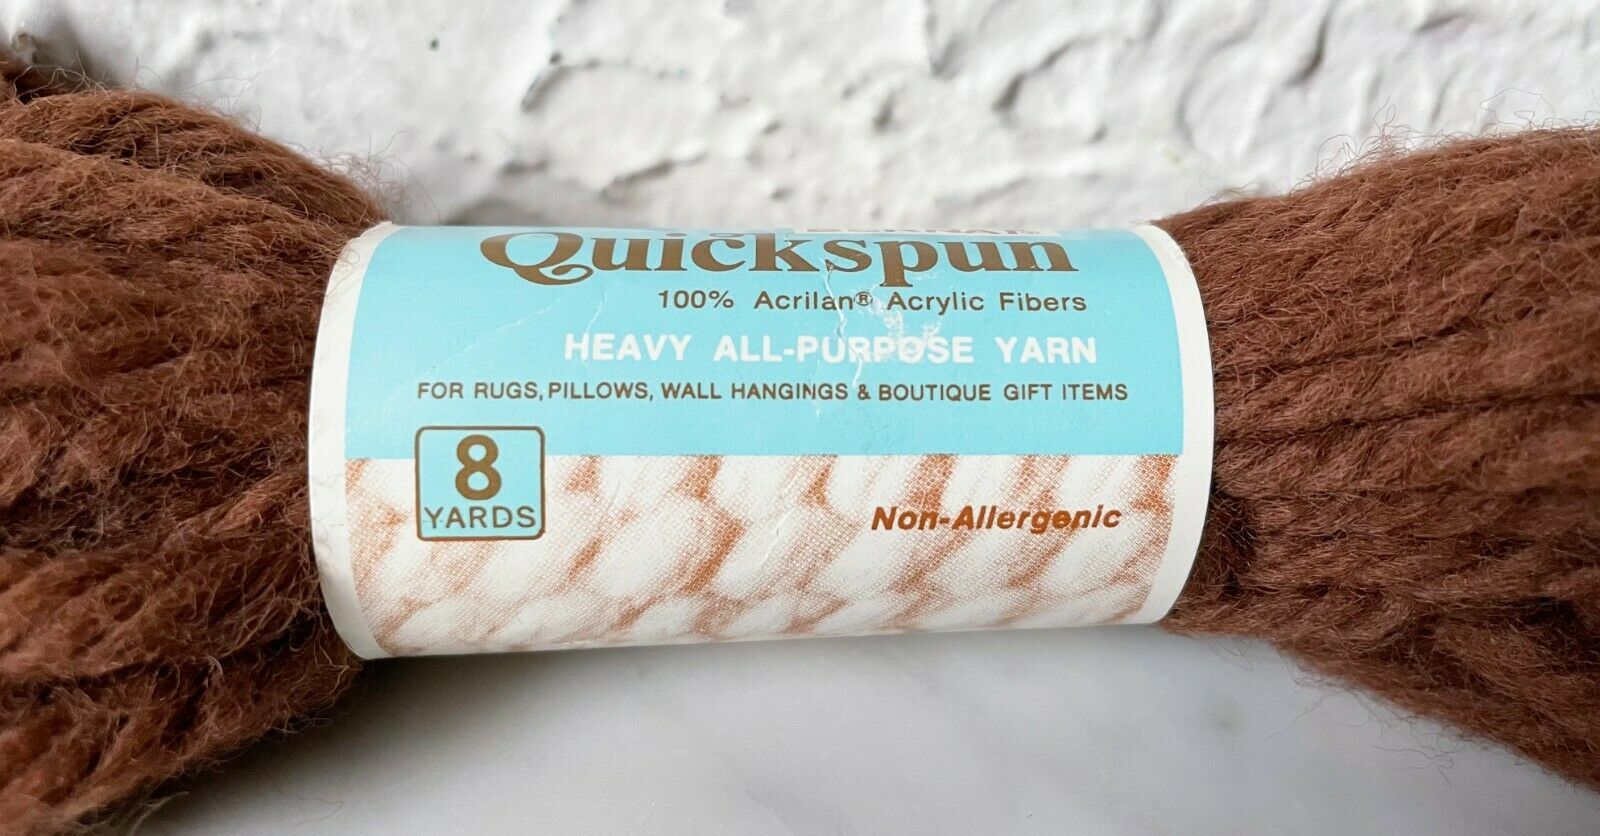 Quickspun
100% Acrilan® Acrylic Fibers
HEAVY ALL-PURPOSE YARN
FOR RUGS, PILLOWS, WALL HANGINGS & BOUTIQUE GIFT ITEMS
8
YARDS
Non-Allergenic